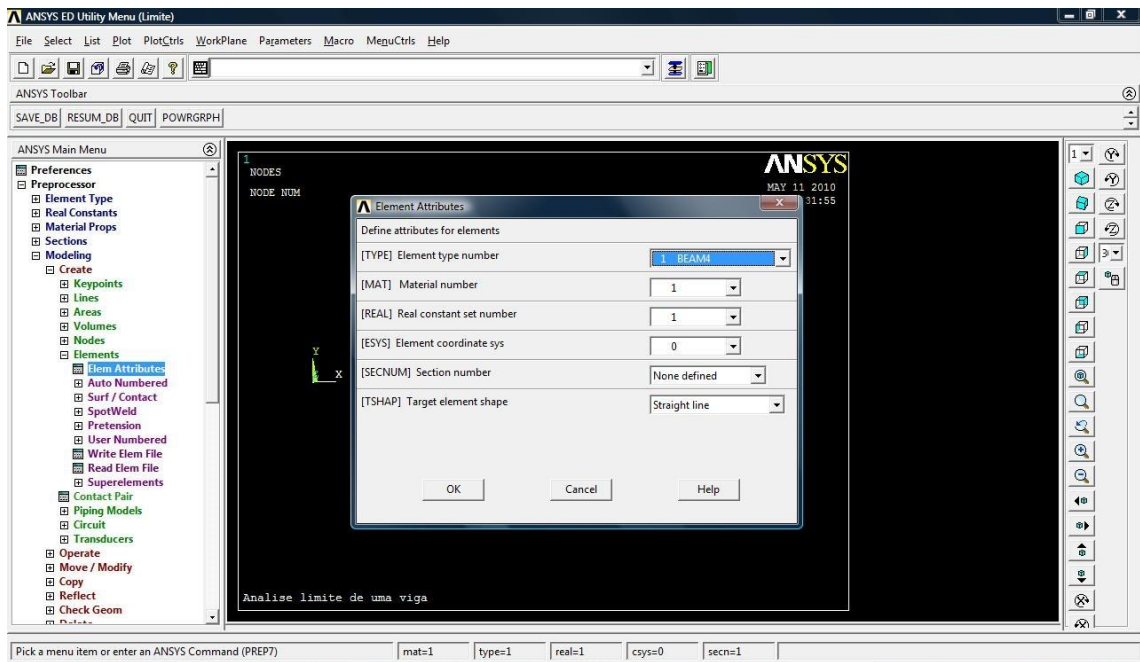 ANSYS ED Utility Menu (Limite)
File Select List Plot PlotCtrls WorkPlane Parameters Macro MenuCtrls Help
ANSYS Toolbar
SAVE_DB RESUM_DB QUIT POWRGRPH
ANSYS Main Menu
Preferences
Preprocessor
Element Type
Real Constants
Material Props
Sections
Modeling
Create
Keypoints
Lines
Areas
Volumes
Nodes
Elements
Elem Attributes
Auto Numbered
Surf / Contact
SpotWeld
Pretension
User Numbered
Write Elem File
Read Elem File
Superelements
Contact Pair
Piping Models
Circuit
Transducers
Operate
Move / Modify
Copy
Reflect
Check Geom
1
NODES
NODE NUM
ANSYS
MAY 11 2010
31:55
Y
X
Analise limite de uma viga
Element Attributes
Define attributes for elements
[TYPE] Element type number 1 BEAM4
[MAT] Material number 1
[REAL] Real constant set number 1
[ESYS] Element coordinate sys 0
[SECNUM] Section number None defined
[TSHAP] Target element shape Straight line
OK Cancel Help
1
3
Pick a menu item or enter an ANSYS Command (PREP7) mat=1 type=1 real=1 csys=0 secn=1